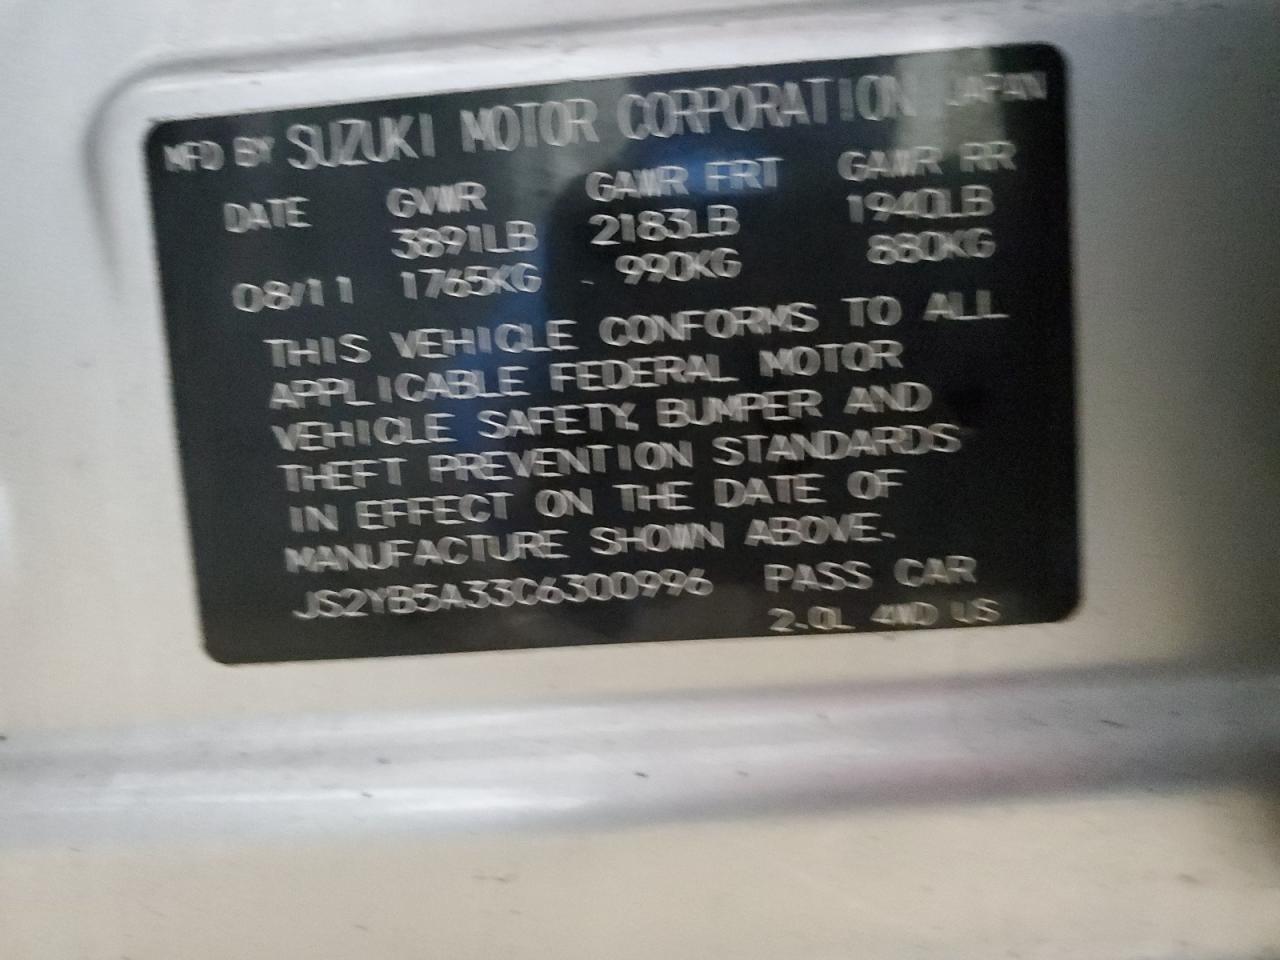 MFD BY SUZUKI MOTOR CORPORATION JAPAN
DATE GVWR GAWR FRT GAWR RR
3891LB 2183LB 1940LB
08/11 1765KG 990KG 880KG
THIS VEHICLE CONFORMS TO ALL
APPLICABLE FEDERAL MOTOR
VEHICLE SAFETY, BUMPER AND
THEFT PREVENTION STANDARDS
IN EFFECT ON THE DATE OF
MANUFACTURE SHOWN ABOVE.
JS2YB5A33C6300996 PASS CAR
2.0L 4WD US